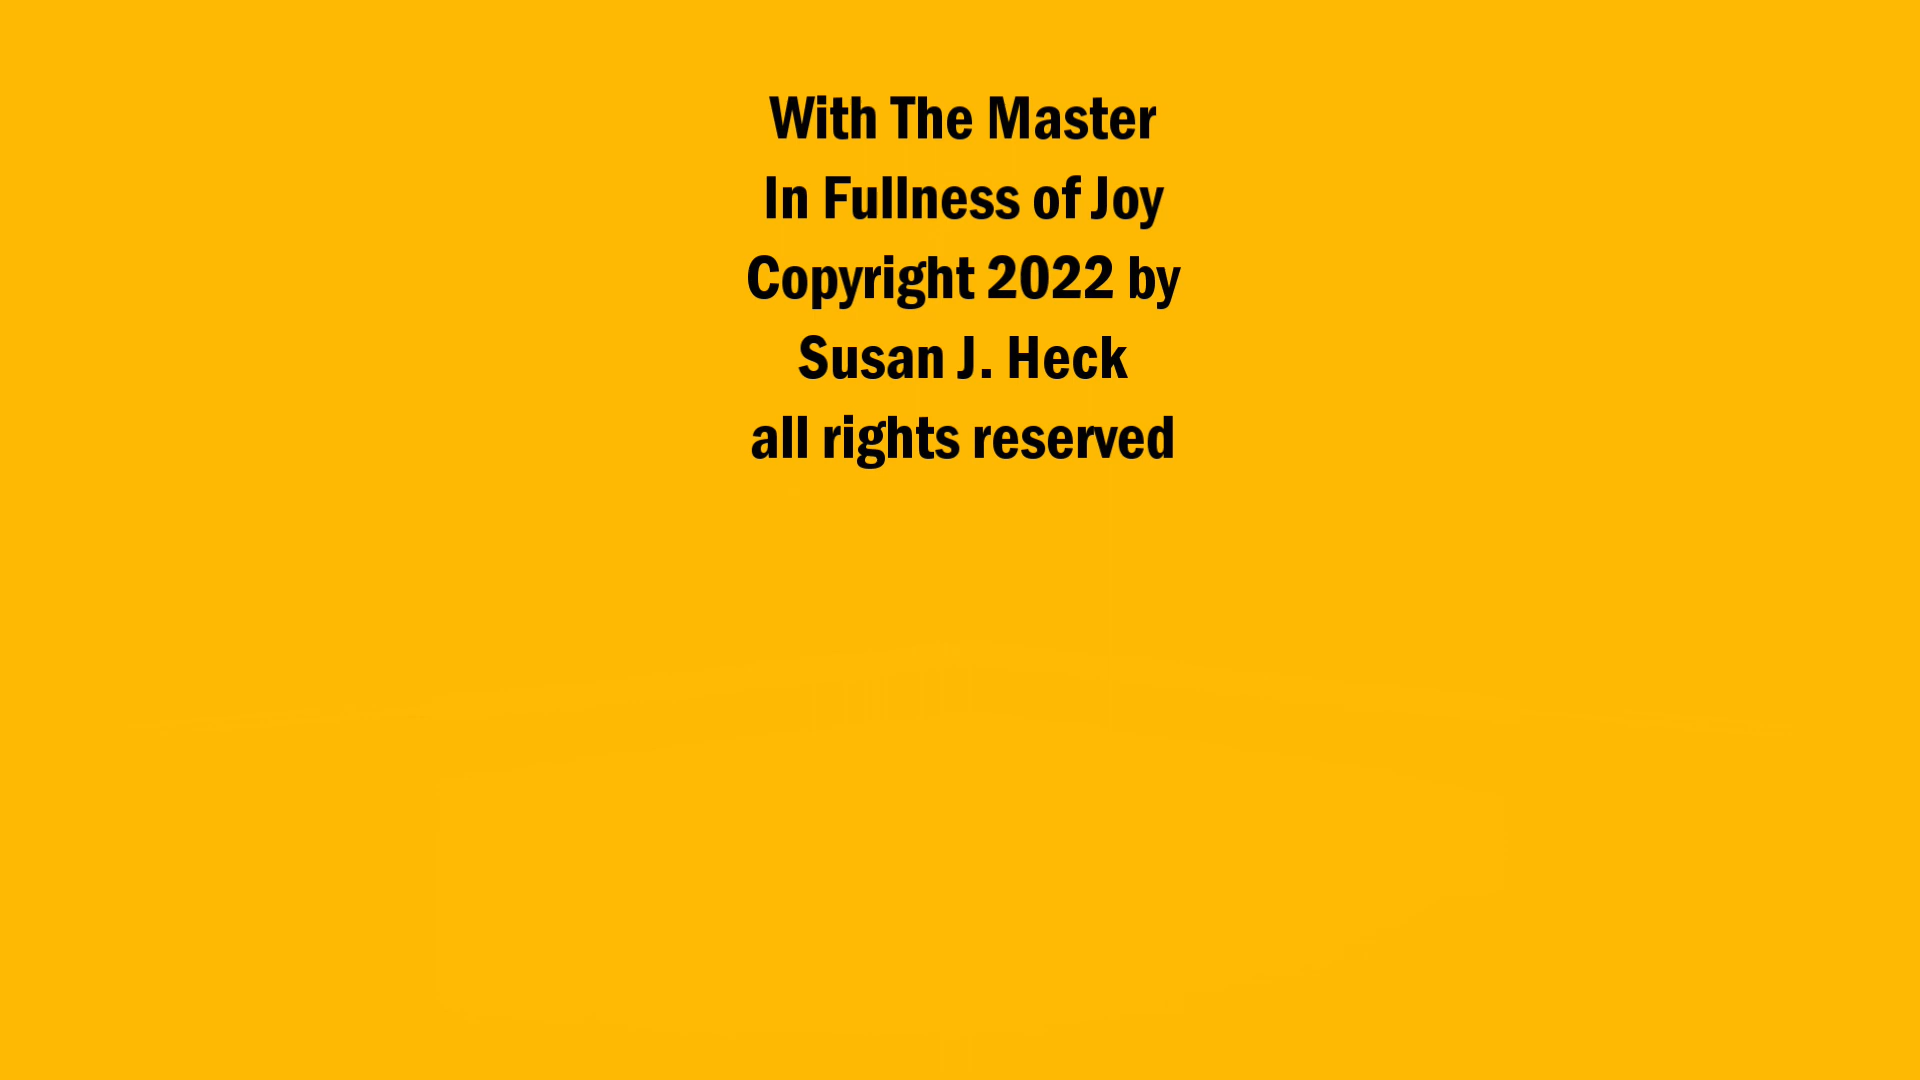 With The Master
In Fullness of Joy
Copyright 2022 by
Susan J. Heck
all rights reserved